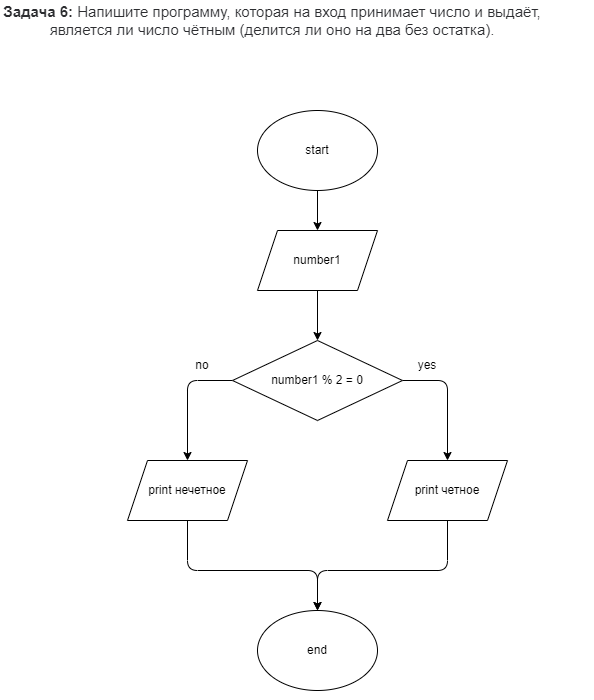 Задача 6: Напишите программу, которая на вход принимает число и выдаёт,
является ли число чётным (делится ли оно на два без остатка).
start
number1
no
yes
number1 % 2 = 0
print нечетное
print четное
end